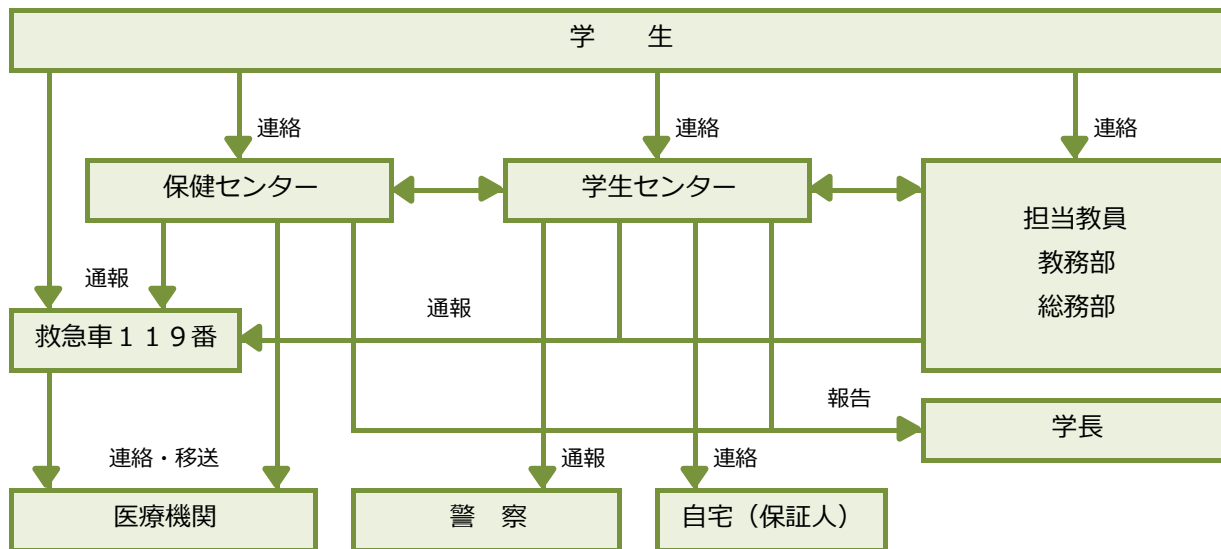 学　　生
連絡
連絡
連絡
保健センター
学生センター
担当教員
教務部
総務部
通報
通報
救急車１１９番
報告
学長
連絡・移送
通報
連絡
医療機関
警　察
自宅（保証人）